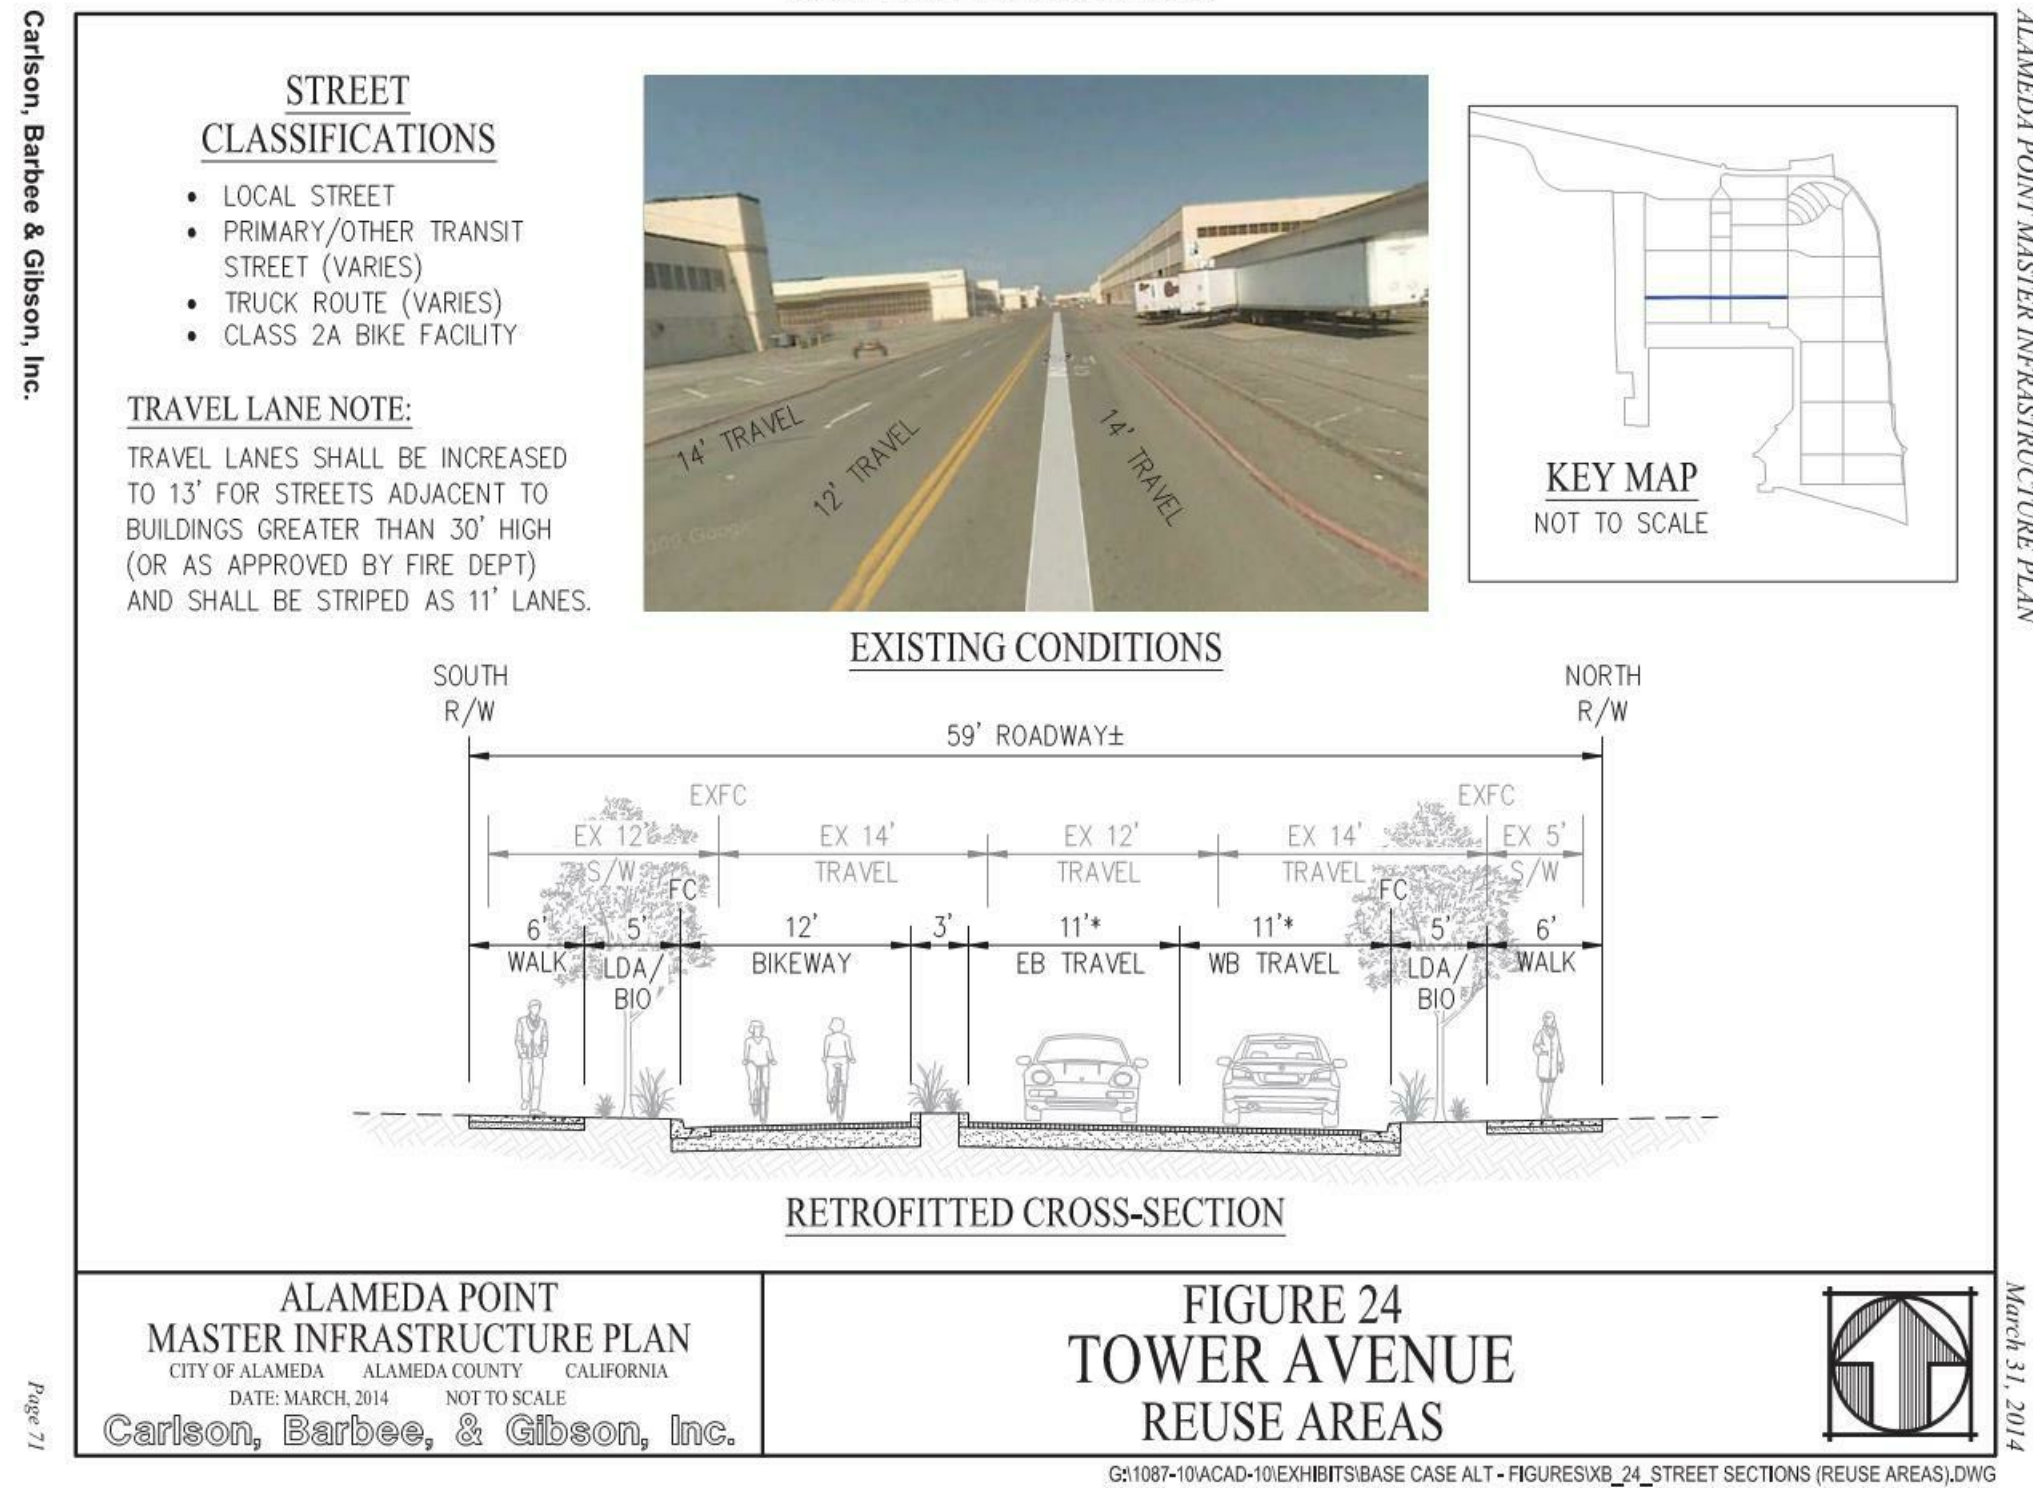 Carlson, Barbee & Gibson, Inc.
Page 71
ALAMEDA POINT MASTER INFRASTRUCTURE PLAN
March 31, 2014
STREET
CLASSIFICATIONS
• LOCAL STREET
• PRIMARY/OTHER TRANSIT
STREET (VARIES)
• TRUCK ROUTE (VARIES)
• CLASS 2A BIKE FACILITY
TRAVEL LANE NOTE:
TRAVEL LANES SHALL BE INCREASED
TO 13' FOR STREETS ADJACENT TO
BUILDINGS GREATER THAN 30' HIGH
(OR AS APPROVED BY FIRE DEPT)
AND SHALL BE STRIPED AS 11' LANES.
14' TRAVEL
12' TRAVEL
14' TRAVEL
Google
EXISTING CONDITIONS
KEY MAP
NOT TO SCALE
SOUTH
R/W
NORTH
R/W
59' ROADWAY±
EXFC
EXFC
EX 12'
S/W
EX 14'
TRAVEL
EX 12'
TRAVEL
EX 14'
TRAVEL
EX 5'
S/W
FC
FC
6'
WALK
5'
LDA/
BIO
12'
BIKEWAY
3'
11'*
EB TRAVEL
11'*
WB TRAVEL
5'
LDA/
BIO
6'
WALK
RETROFITTED CROSS-SECTION
ALAMEDA POINT
MASTER INFRASTRUCTURE PLAN
CITY OF ALAMEDA ALAMEDA COUNTY CALIFORNIA
DATE: MARCH, 2014 NOT TO SCALE
Carlson, Barbee, & Gibson, Inc.
FIGURE 24
TOWER AVENUE
REUSE AREAS
G:\1087-10\ACAD-10\EXHIBITS\BASE CASE ALT - FIGURES\XB_24_STREET SECTIONS (REUSE AREAS).DWG